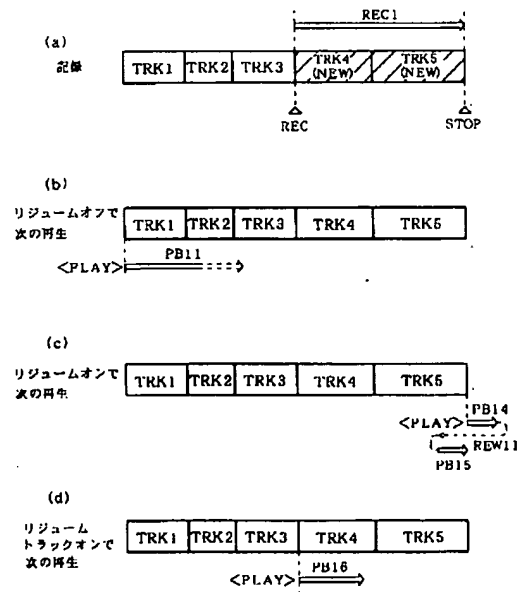 REC1
(a)
記録
TRK1 TRK2 TRK3 TRK4 (NEW) TRK5 (NEW)
REC STOP
(b)
リジュームオフで
次の再生
TRK1 TRK2 TRK3 TRK4 TRK5
<PLAY> PB11
(c)
リジュームオンで
次の再生
TRK1 TRK2 TRK3 TRK4 TRK5
<PLAY> PB14
REW11
PB15
(d)
リジューム
トラックオンで
次の再生
TRK1 TRK2 TRK3 TRK4 TRK5
<PLAY> PB16